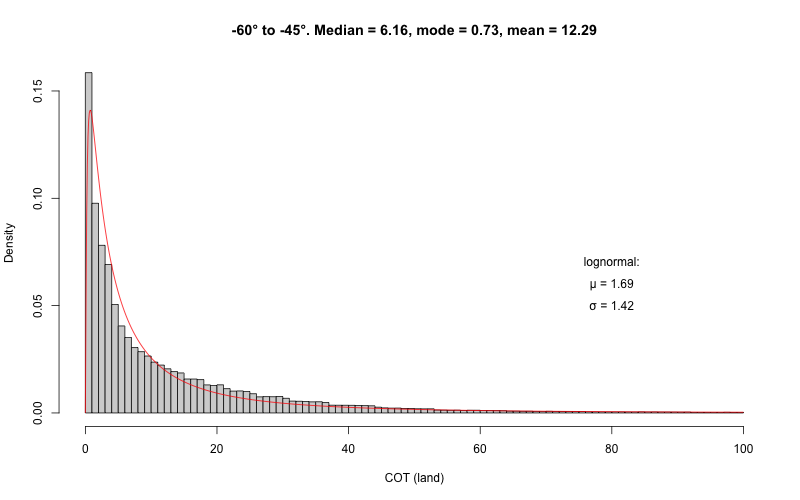 -60° to -45°. Median = 6.16, mode = 0.73, mean = 12.29
0.15
0.10
0.05
0.00
Density
lognormal:
μ = 1.69
σ = 1.42
0 20 40 60 80 100
COT (land)